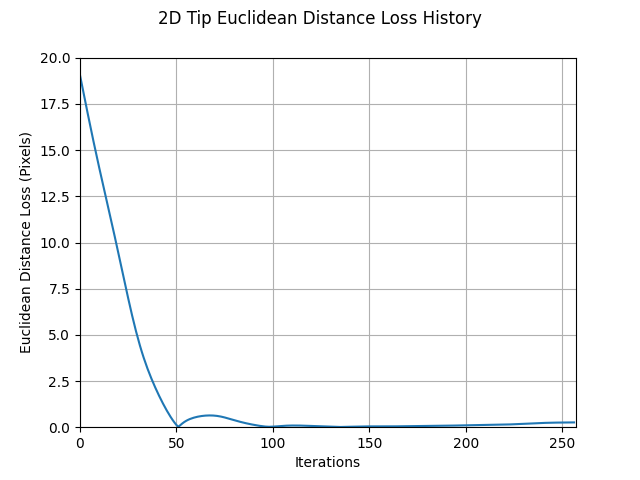 2D Tip Euclidean Distance Loss History
20.0
17.5
15.0
12.5
10.0
7.5
5.0
2.5
0.0
Euclidean Distance Loss (Pixels)
0 50 100 150 200 250
Iterations